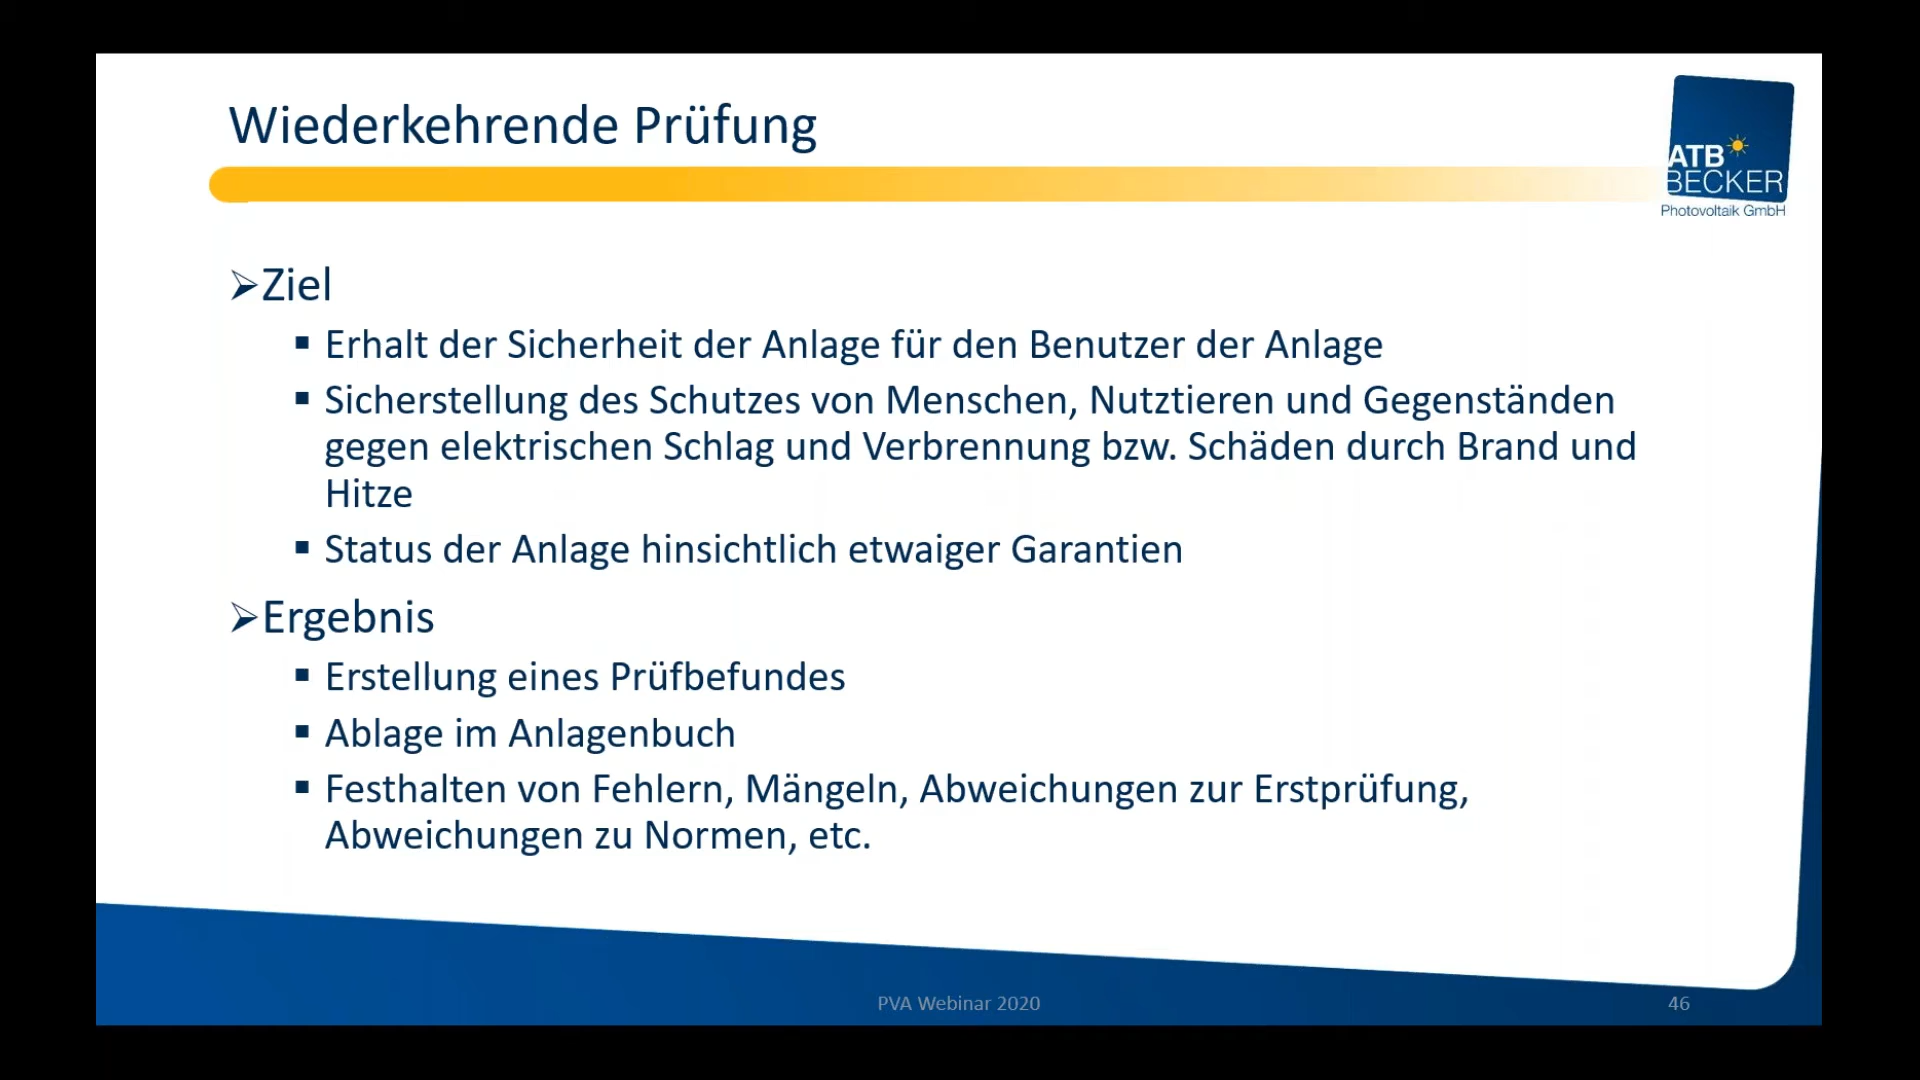 Wiederkehrende Prüfung
ATB
BECKER
Photovoltaik GmbH
Ziel
Erhalt der Sicherheit der Anlage für den Benutzer der Anlage
Sicherstellung des Schutzes von Menschen, Nutztieren und Gegenständen
gegen elektrischen Schlag und Verbrennung bzw. Schäden durch Brand und
Hitze
Status der Anlage hinsichtlich etwaiger Garantien
Ergebnis
Erstellung eines Prüfbefundes
Ablage im Anlagenbuch
Festhalten von Fehlern, Mängeln, Abweichungen zur Erstprüfung,
Abweichungen zu Normen, etc.
PVA Webinar 2020
46